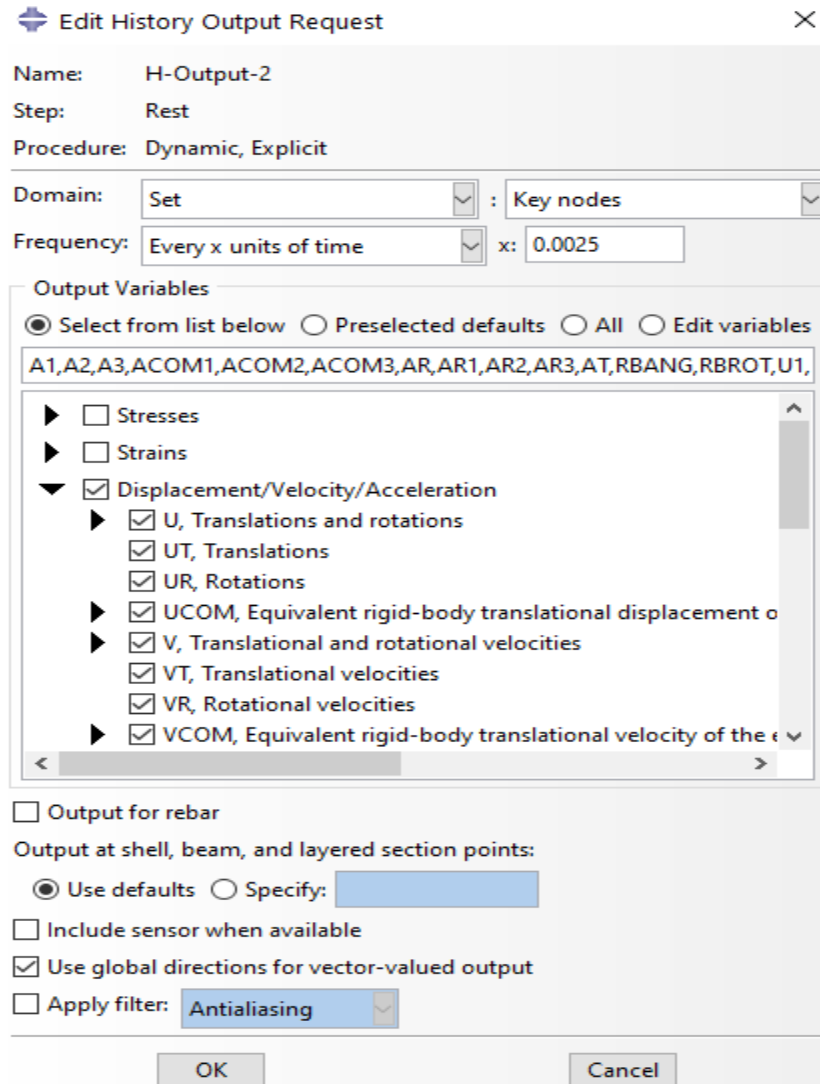 Edit History Output Request
Name: H-Output-2
Step: Rest
Procedure: Dynamic, Explicit
Domain: Set : Key nodes
Frequency: Every x units of time x: 0.0025
Output Variables
Select from list below Preselected defaults All Edit variables
A1,A2,A3,ACOM1,ACOM2,ACOM3,AR,AR1,AR2,AR3,AT,RBANG,RBROT,U1,
Stresses
Strains
Displacement/Velocity/Acceleration
U, Translations and rotations
UT, Translations
UR, Rotations
UCOM, Equivalent rigid-body translational displacement o
V, Translational and rotational velocities
VT, Translational velocities
VR, Rotational velocities
VCOM, Equivalent rigid-body translational velocity of the e
Output for rebar
Output at shell, beam, and layered section points:
Use defaults Specify:
Include sensor when available
Use global directions for vector-valued output
Apply filter: Antialiasing
OK Cancel